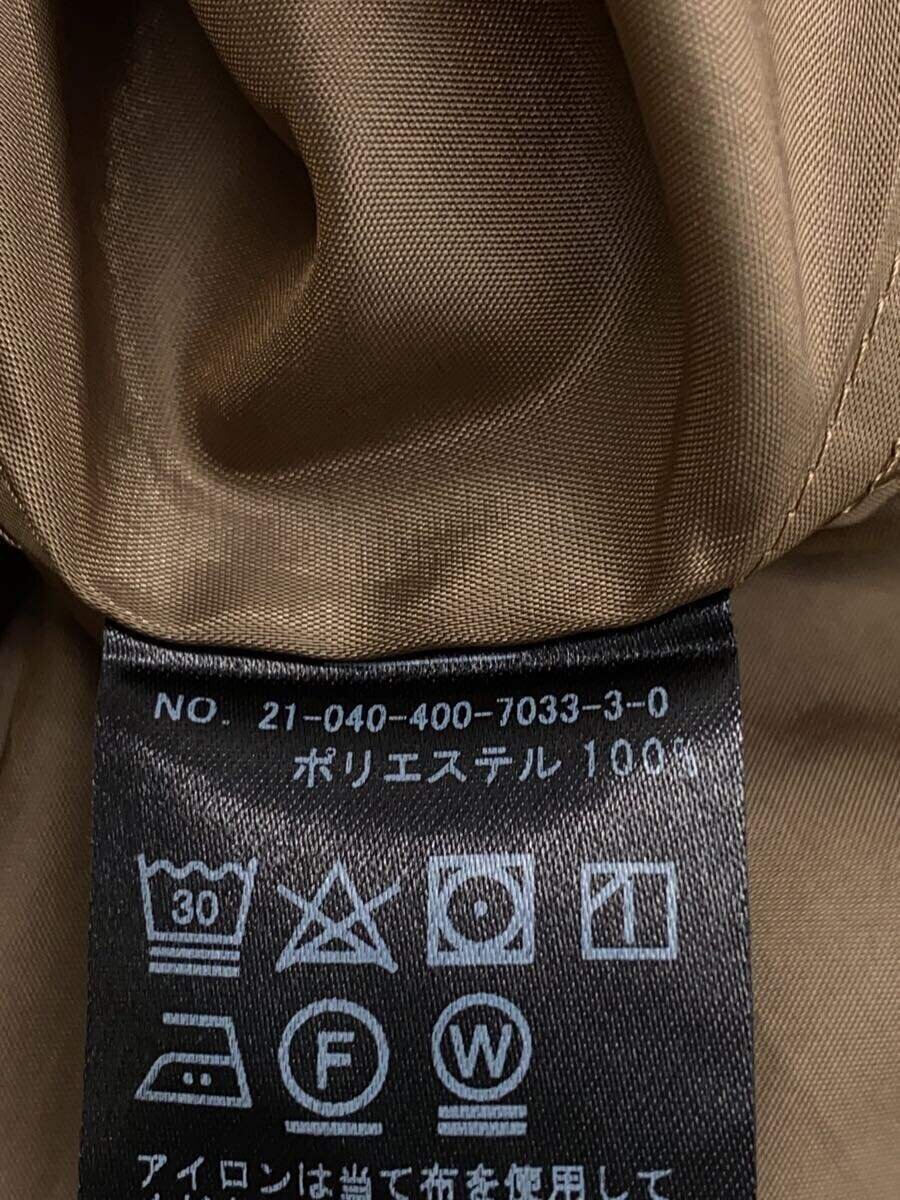 NO. 21-040-400-7033-3-0
ポリエステル 100%
30
F W
アイロンは当て布を使用して